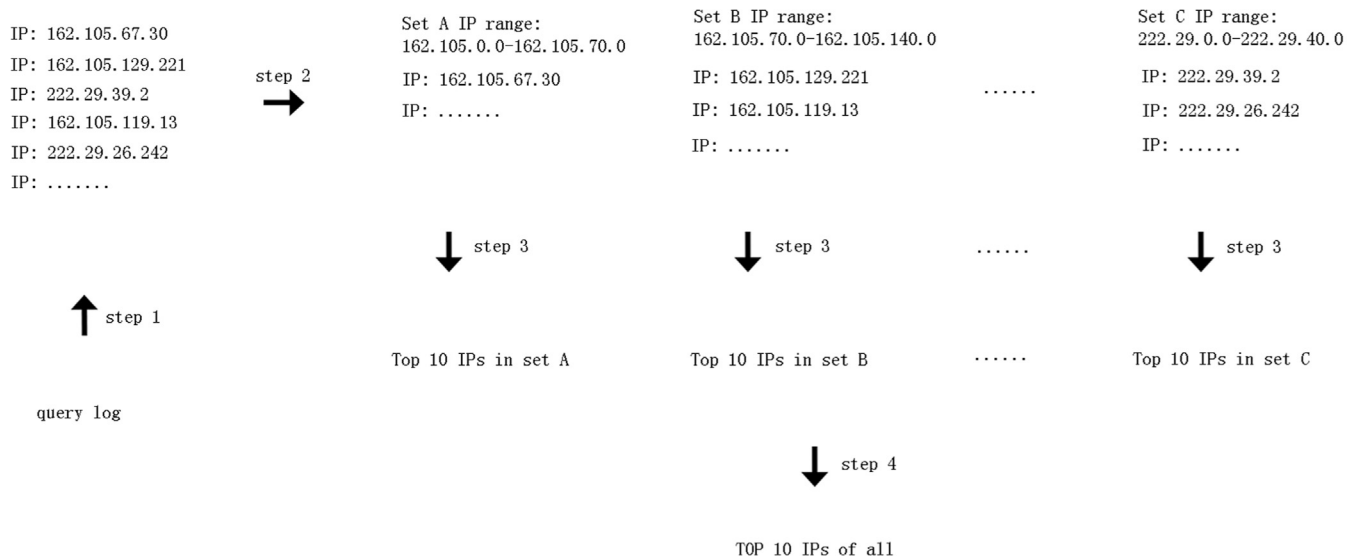 IP: 162.105.67.30
IP: 162.105.129.221
IP: 222.29.39.2
IP: 162.105.119.13
IP: 222.29.26.242
IP: .......
step 1
query log
step 2
Set A IP range:
162.105.0.0-162.105.70.0
IP: 162.105.67.30
IP: .......
Set B IP range:
162.105.70.0-162.105.140.0
IP: 162.105.129.221
IP: 162.105.119.13
IP: .......
......
Set C IP range:
222.29.0.0-222.29.40.0
IP: 222.29.39.2
IP: 222.29.26.242
IP: .......
step 3
step 3
......
step 3
Top 10 IPs in set A
Top 10 IPs in set B
......
Top 10 IPs in set C
step 4
TOP 10 IPs of all